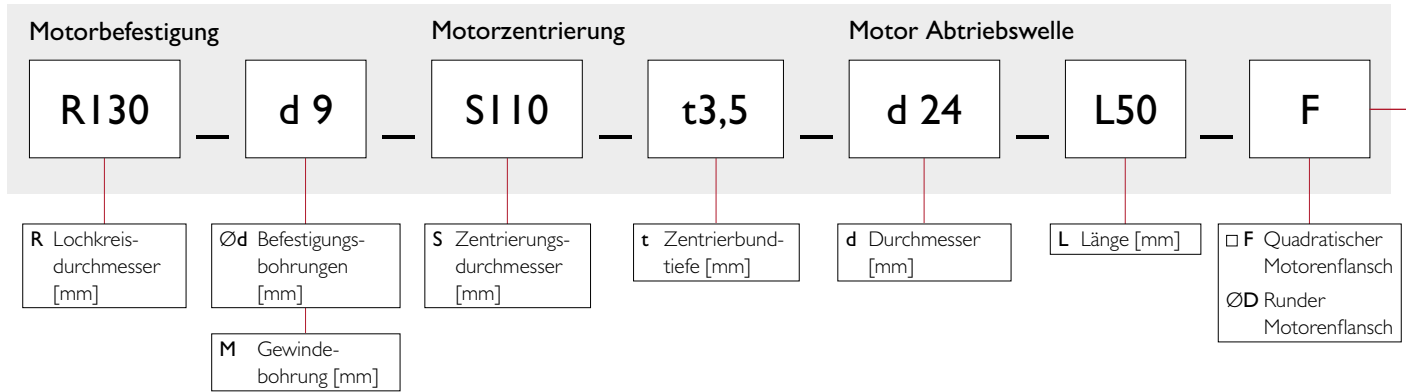 Motorbefestigung
Motorzentrierung
Motor Abtriebswelle
R130 _ d 9 _ S110 _ t3,5 _ d 24 _ L50 _ F
R Lochkreis-
durchmesser
[mm]
Ød Befestigungs-
bohrungen
[mm]
M Gewinde-
bohrung [mm]
S Zentrierungs-
durchmesser
[mm]
t Zentrierbund-
tiefe [mm]
d Durchmesser
[mm]
L Länge [mm]
□ F Quadratischer
Motorenflansch
ØD Runder
Motorenflansch